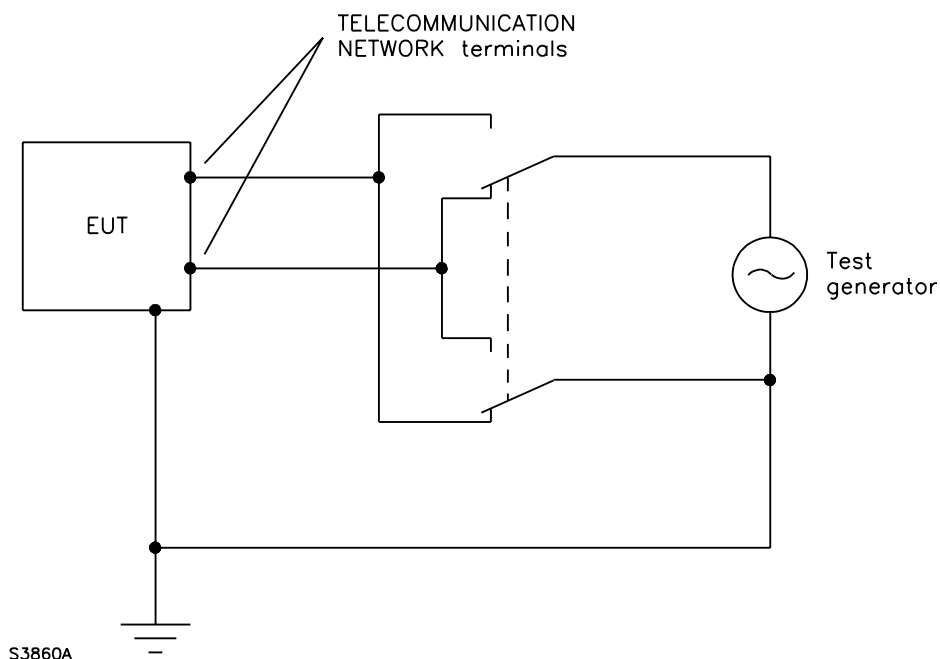 TELECOMMUNICATION
NETWORK terminals
EUT
Test
generator
S3860A